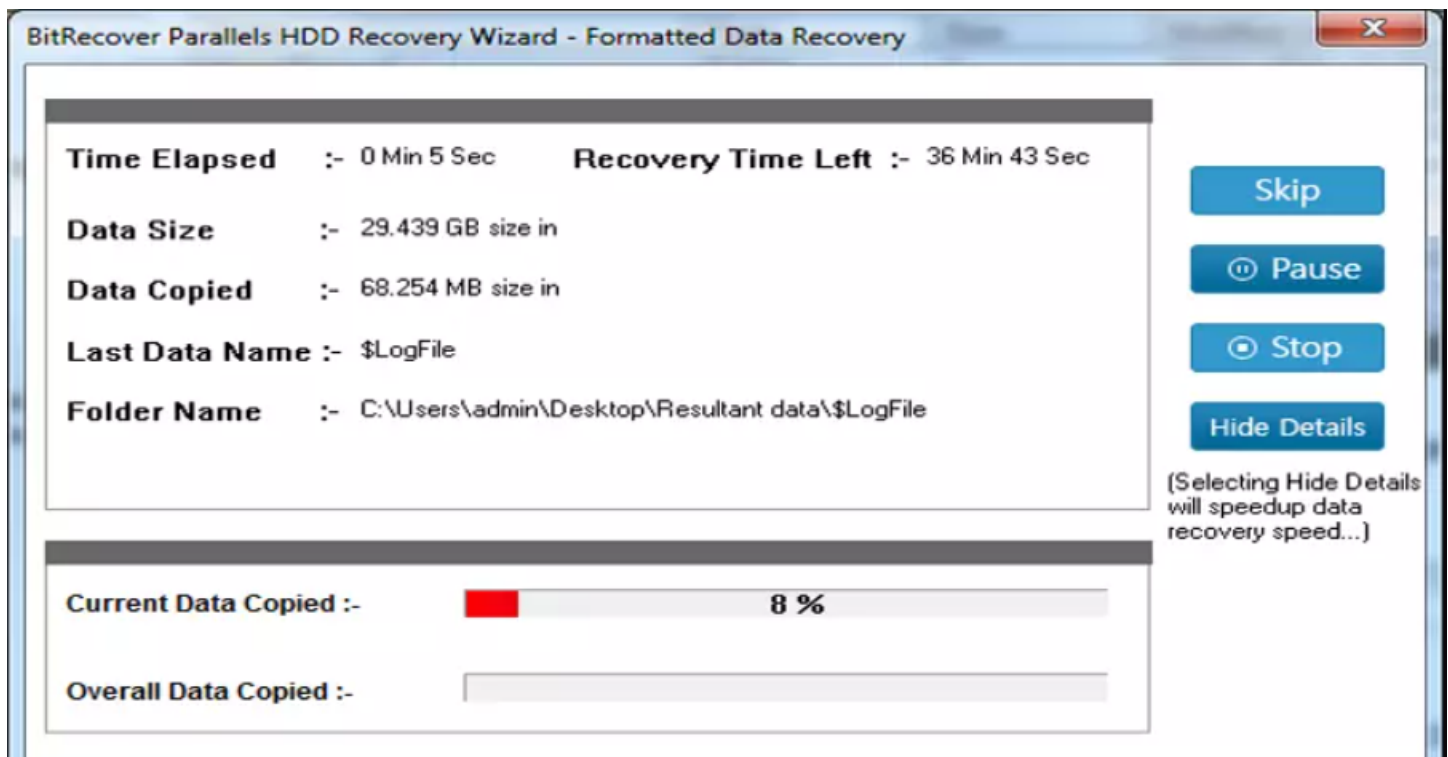 BitRecover Parallels HDD Recovery Wizard - Formatted Data Recovery
Time Elapsed :- 0 Min 5 Sec Recovery Time Left :- 36 Min 43 Sec
Data Size :- 29.439 GB size in
Data Copied :- 68.254 MB size in
Last Data Name :- $LogFile
Folder Name :- C:\Users\admin\Desktop\Resultant data\$LogFile
Skip
Pause
Stop
Hide Details
(Selecting Hide Details
will speedup data
recovery speed...)
Current Data Copied :- 8 %
Overall Data Copied :-